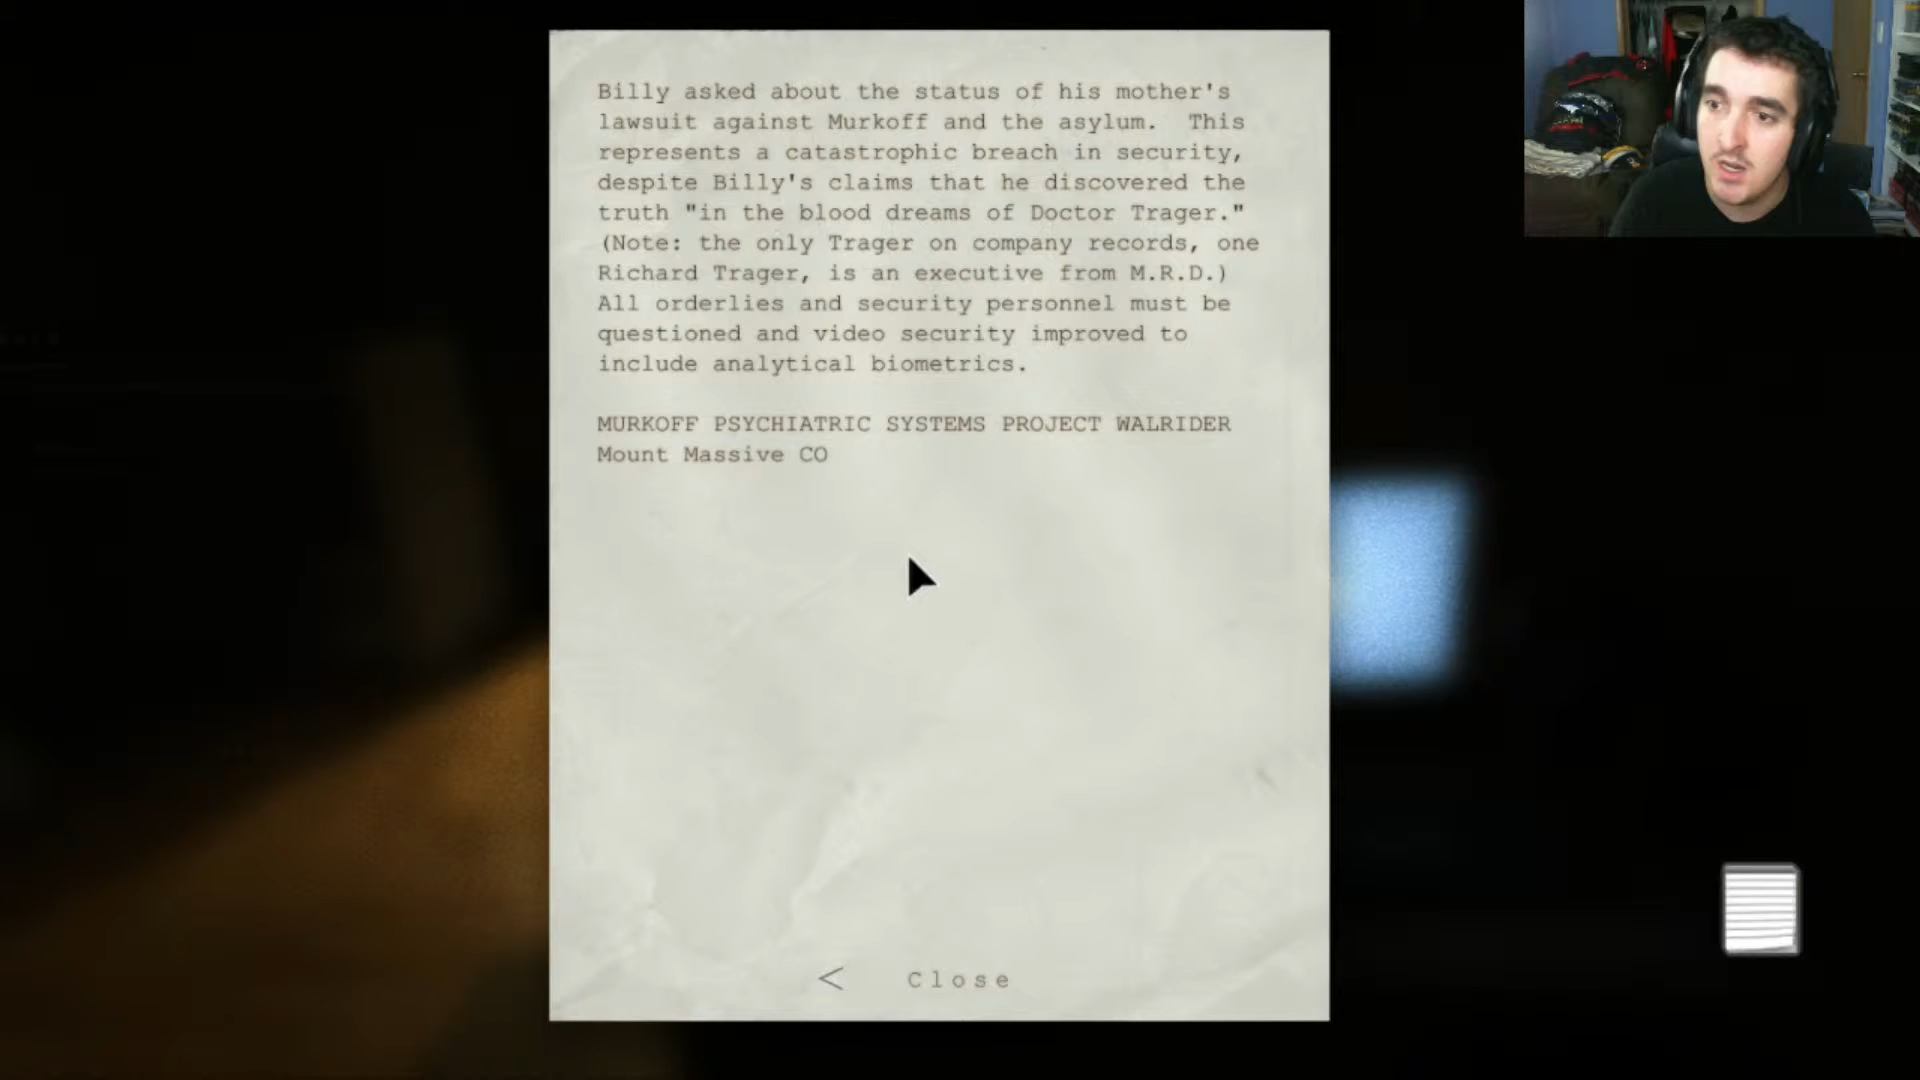 Billy asked about the status of his mother's
lawsuit against Murkoff and the asylum.  This
represents a catastrophic breach in security,
despite Billy's claims that he discovered the
truth "in the blood dreams of Doctor Trager."
(Note: the only Trager on company records, one
Richard Trager, is an executive from M.R.D.)
All orderlies and security personnel must be
questioned and video security improved to
include analytical biometrics.

MURKOFF PSYCHIATRIC SYSTEMS PROJECT WALRIDER
Mount Massive CO
< Close